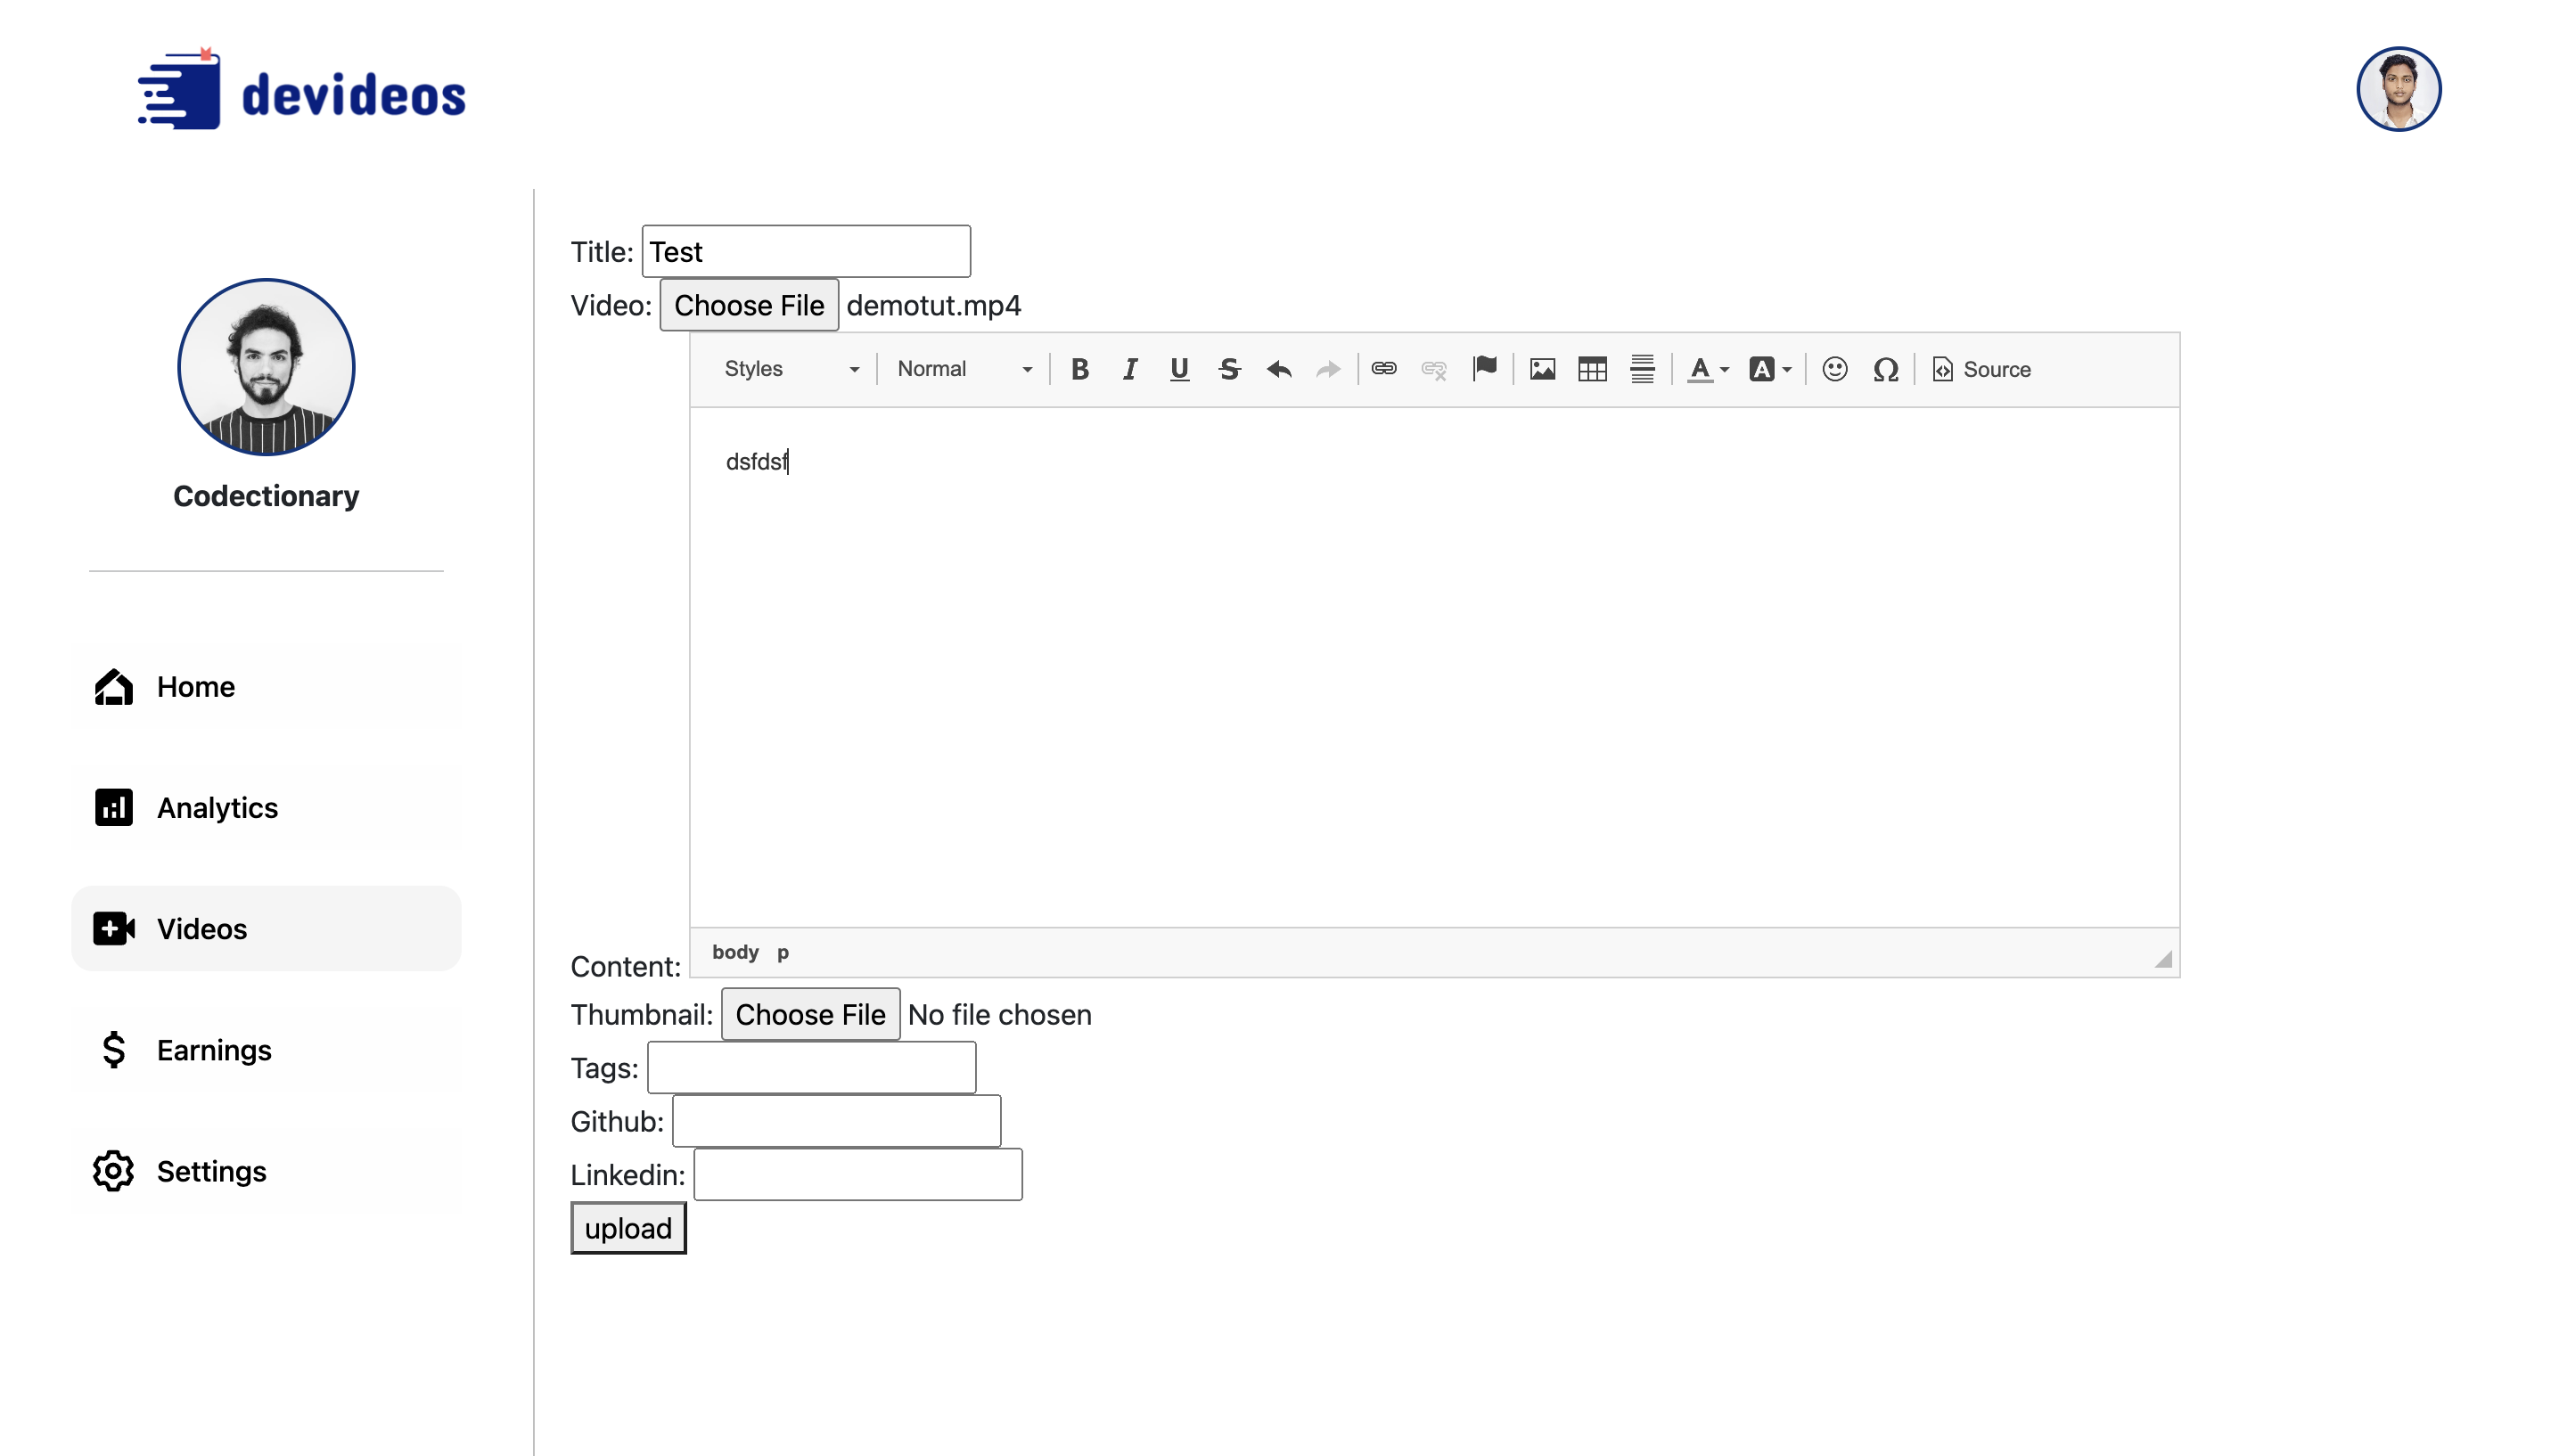 devideos
Codectionary
Home
Analytics
Videos
Earnings
Settings
Title: Test
Video: Choose File demotut.mp4
Styles Normal B I U S A A Ω Source
dsfdsf
body p
Content:
Thumbnail: Choose File No file chosen
Tags:
Github:
Linkedin:
upload